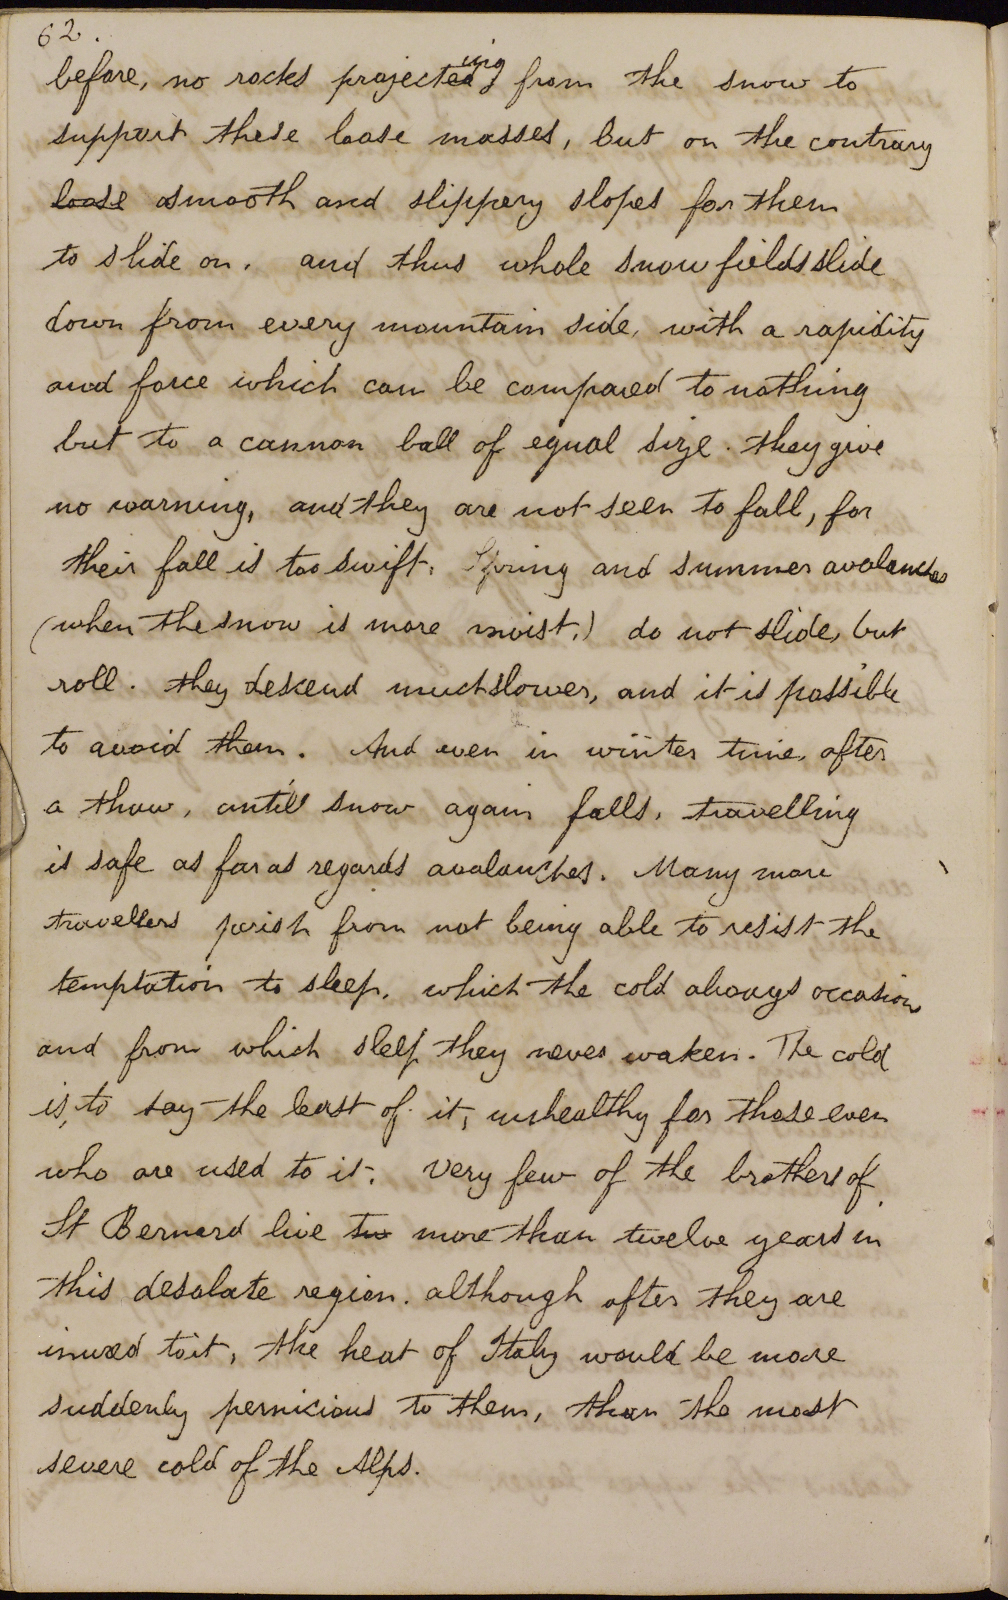 62.
before, no rocks projecting from the snow to
support these loose masses, but on the contrary
loose smooth and slippery slopes for them
to slide on. and thus whole snow fields slide
down from every mountain side, with a rapidity
and force which can be compared to nothing
but to a cannon ball of equal size. they give
no warning, and they are not seen to fall, for
their fall is too swift. Spring and summer avalanches
(when the snow is more moist.) do not slide, but
roll. they descend much slower, and it is possible
to avoid them. And even in winter time, after
a thaw, untill snow again falls, travelling
is safe as far as regards avalanches. Many more
travellers perish from not being able to resist the
temptation to sleep. which the cold always occasion
and from which sleep they never waken. The cold
is, to say the least of it, unhealthy for those even
who are used to it. very few of the brothers of
St Bernard live tw more than twelve years in
this desolate region. although after they are
inured to it, the heat of Italy would be more
suddenly pernicious to them, than the most
severe cold of the Alps.